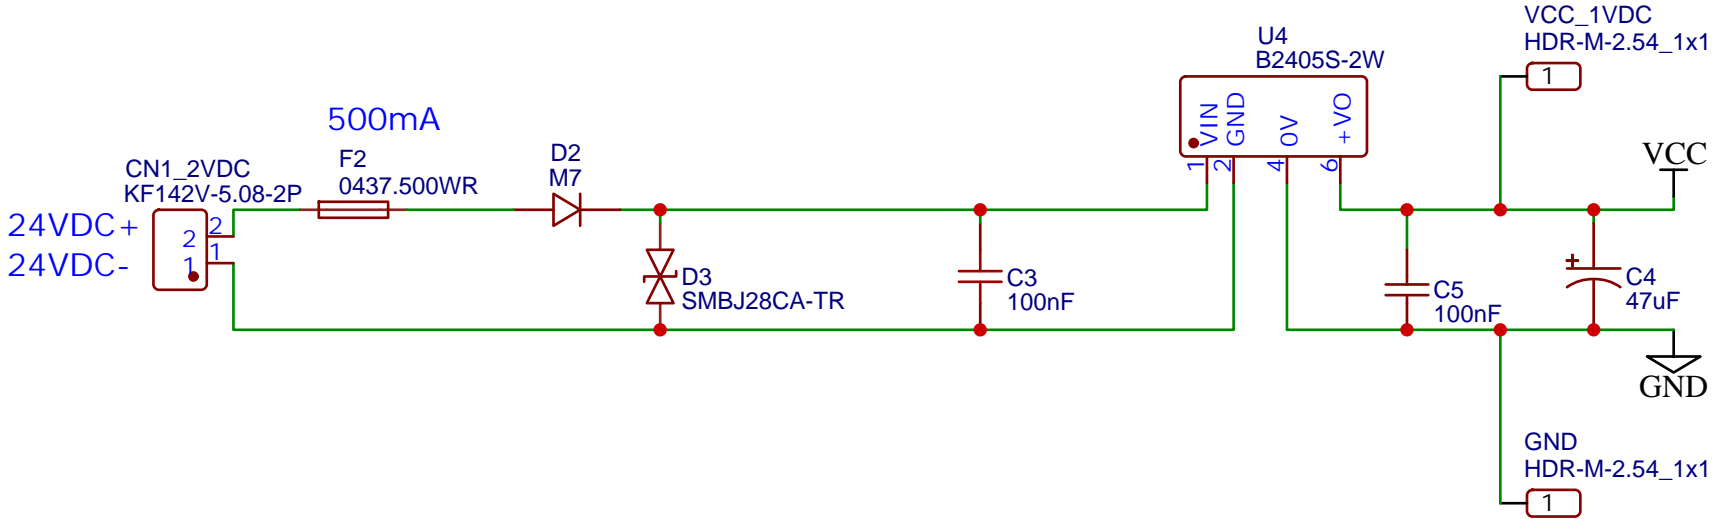 VCC_1VDC
HDR-M-2.54_1x1
1
U4
B2405S-2W
VIN
GND
0V
+VO
1
2
4
6
500mA
F2
0437.500WR
D2
M7
CN1_2VDC
KF142V-5.08-2P
24VDC+
24VDC-
2
1
2
1
D3
SMBJ28CA-TR
C3
100nF
C5
100nF
+
C4
47uF
VCC
GND
GND
HDR-M-2.54_1x1
1